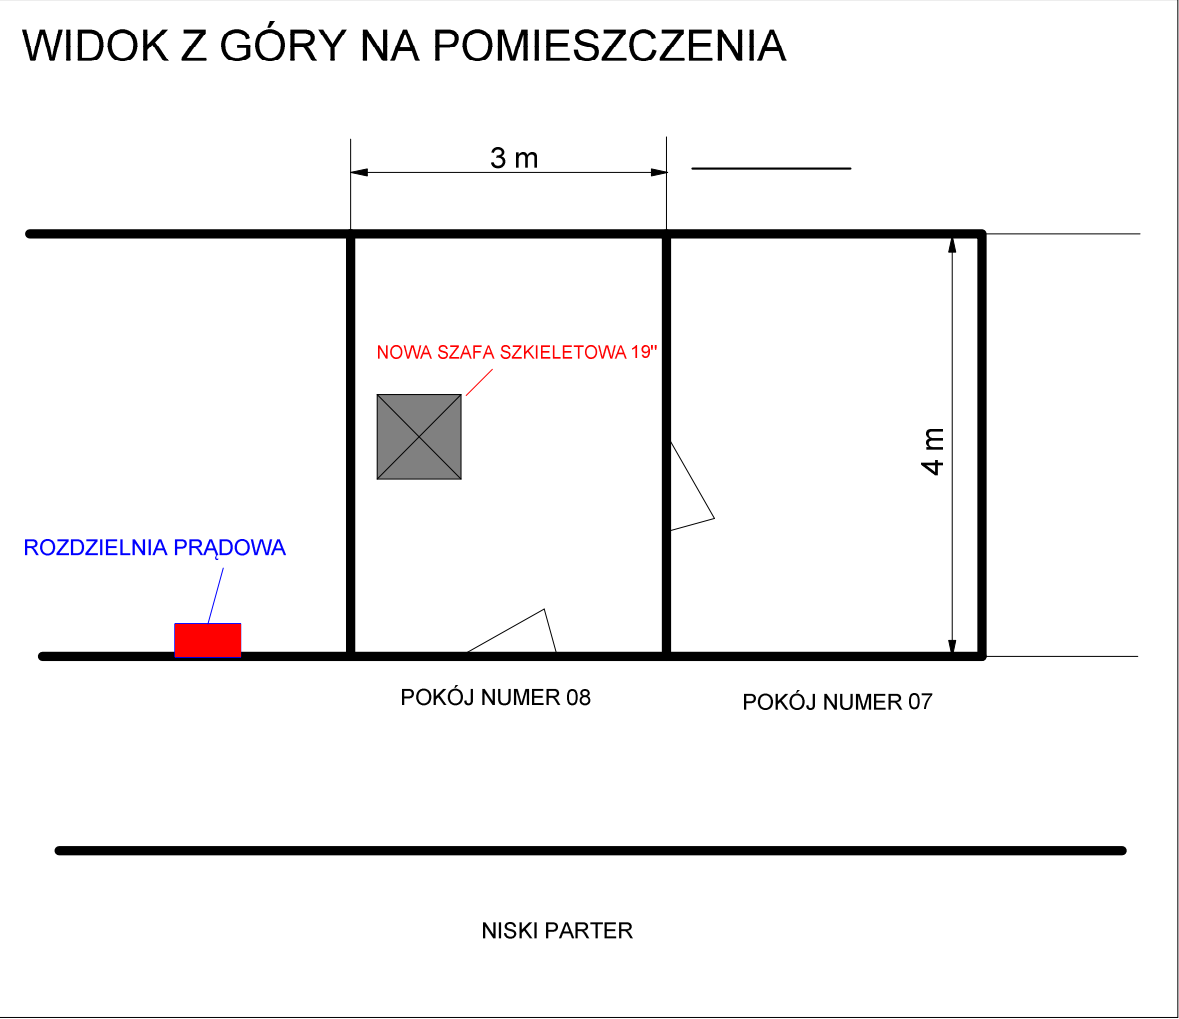 WIDOK Z GÓRY NA POMIESZCZENIA
3 m
NOWA SZAFA SZKIELETOWA 19"
4 m
ROZDZIELNIA PRĄDOWA
POKÓJ NUMER 08
POKÓJ NUMER 07
NISKI PARTER